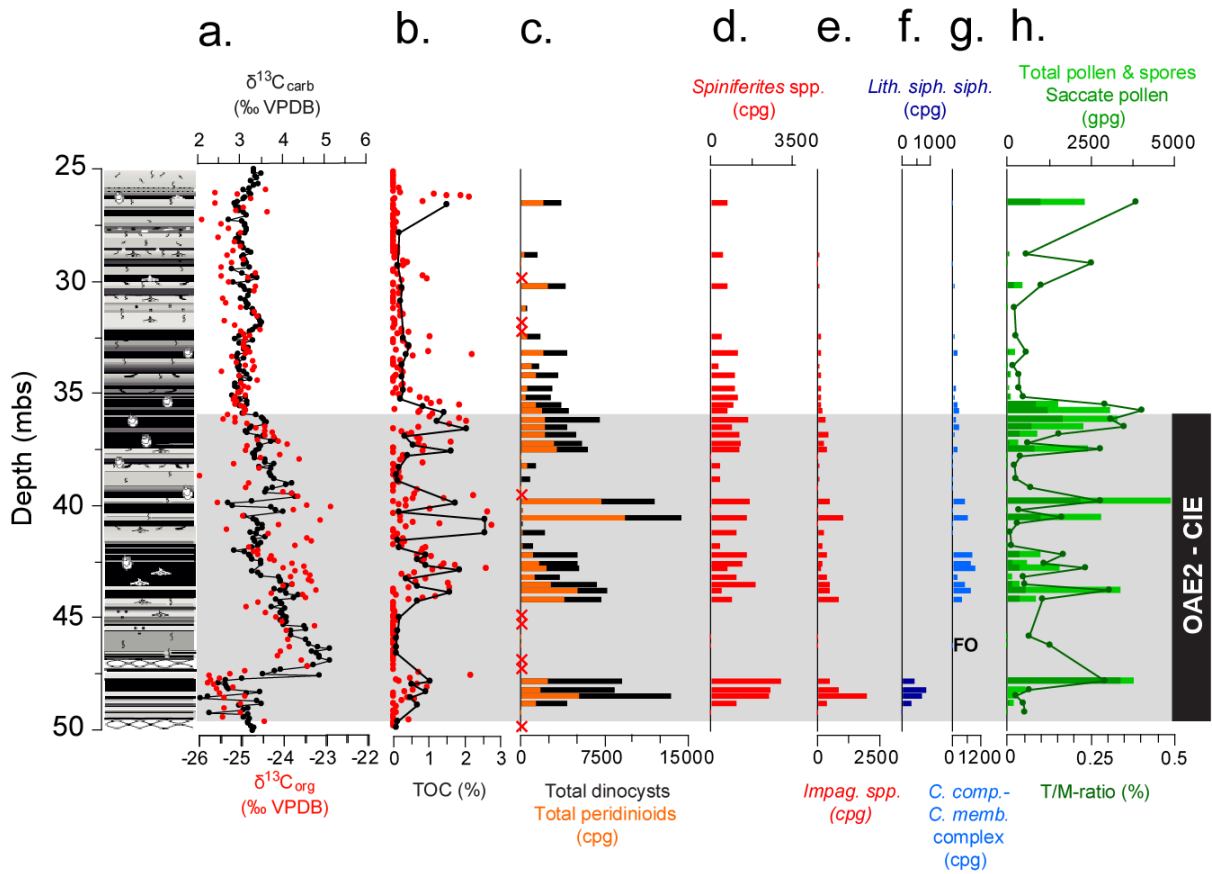 a.
b.
c.
d.
e.
f.
g.
h.
δ13Ccarb
(‰ VPDB)
2 3 4 5 6
Spiniferites spp.
(cpg)
0 3500
Lith. siph. siph.
(cpg)
0 1000
Total pollen & spores
Saccate pollen
(gpg)
0 2500 5000
Depth (mbs)
25
30
35
40
45
50
FO
OAE2 - CIE
-26 -25 -24 -23 -22
δ13Corg
(‰ VPDB)
0 1 2 3
TOC (%)
0 7500 15000
Total dinocysts
Total peridinioids
(cpg)
0 2500
Impag. spp.
(cpg)
0 1200
C. comp.-
C. memb.
complex
(cpg)
0 0.25 0.5
T/M-ratio (%)